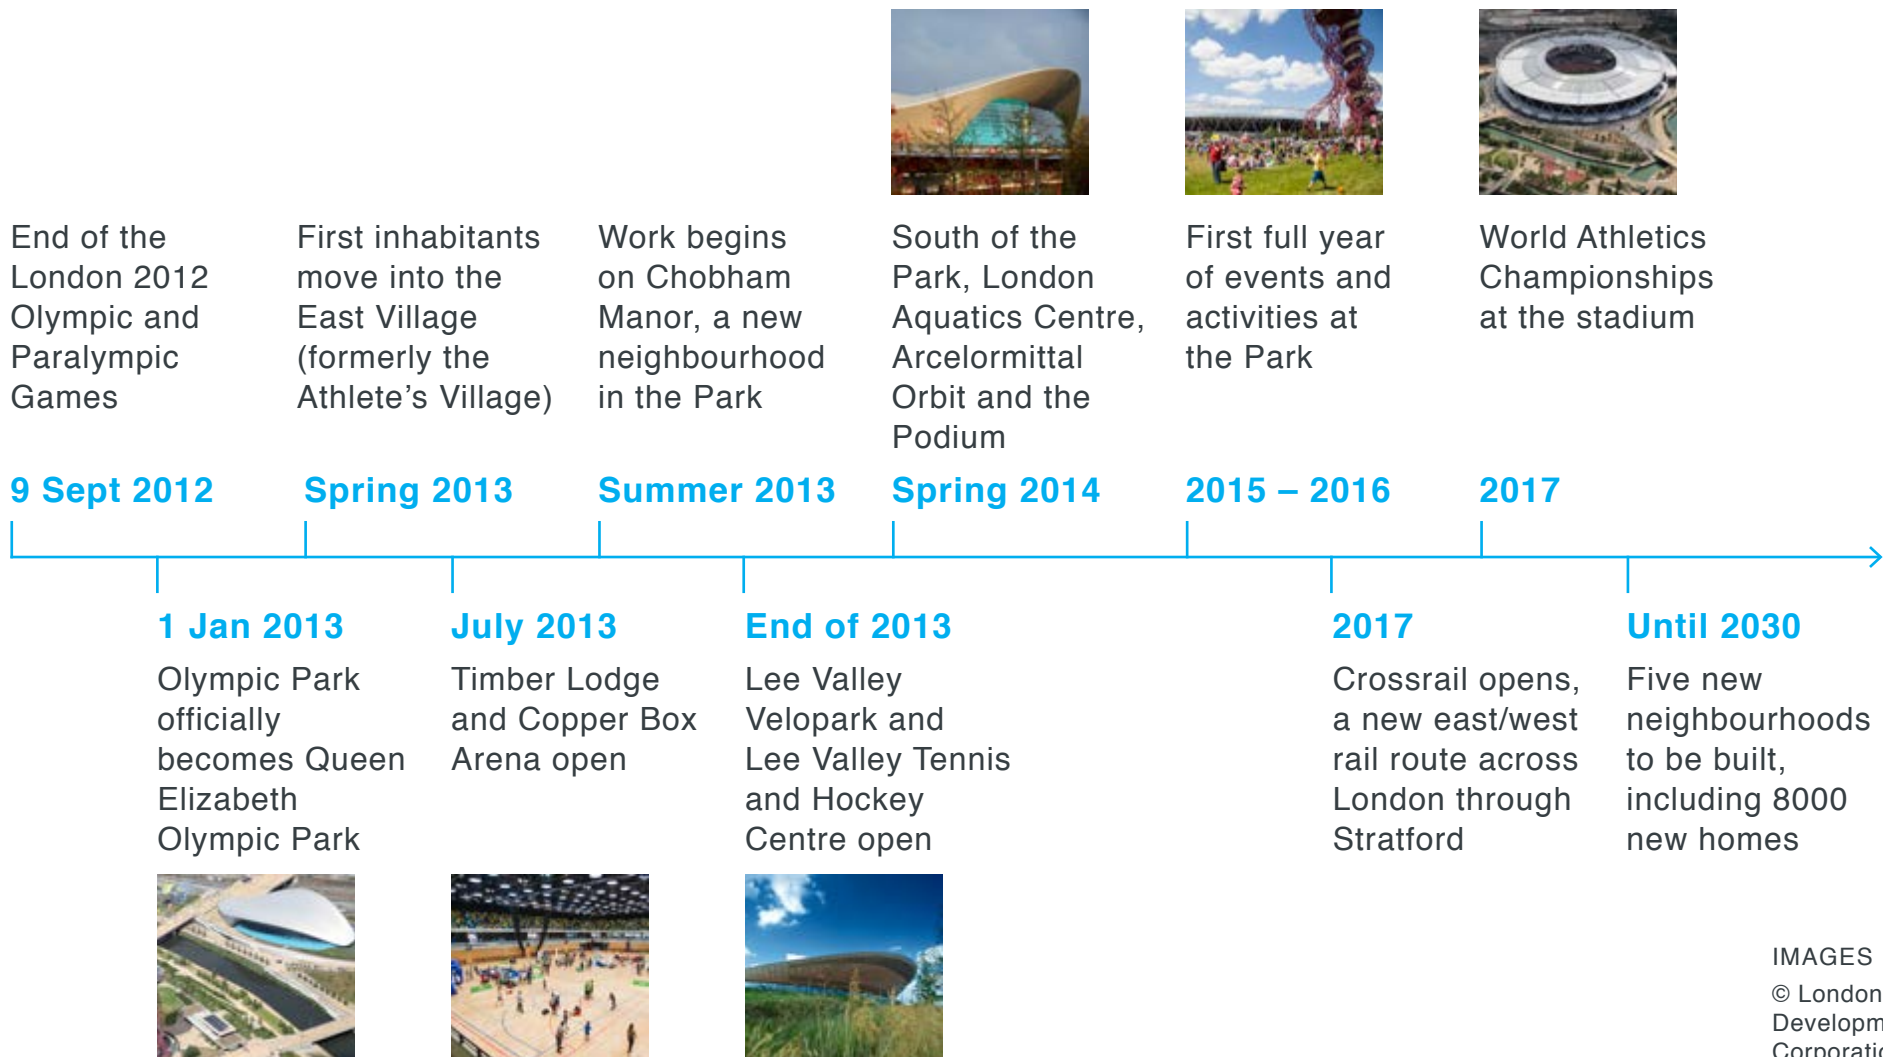 End of the
London 2012
Olympic and
Paralympic
Games
First inhabitants
move into the
East Village
(formerly the
Athlete’s Village)
Work begins
on Chobham
Manor, a new
neighbourhood
in the Park
South of the
Park, London
Aquatics Centre,
Arcelormittal
Orbit and the
Podium
First full year
of events and
activities at
the Park
World Athletics
Championships
at the stadium
9 Sept 2012
Spring 2013
Summer 2013
Spring 2014
2015 – 2016
2017
1 Jan 2013
Olympic Park
officially
becomes Queen
Elizabeth
Olympic Park
July 2013
Timber Lodge
and Copper Box
Arena open
End of 2013
Lee Valley
Velopark and
Lee Valley Tennis
and Hockey
Centre open
2017
Crossrail opens,
a new east/west
rail route across
London through
Stratford
Until 2030
Five new
neighbourhoods
to be built,
including 8000
new homes
IMAGES
© London
Developm
Corporatio